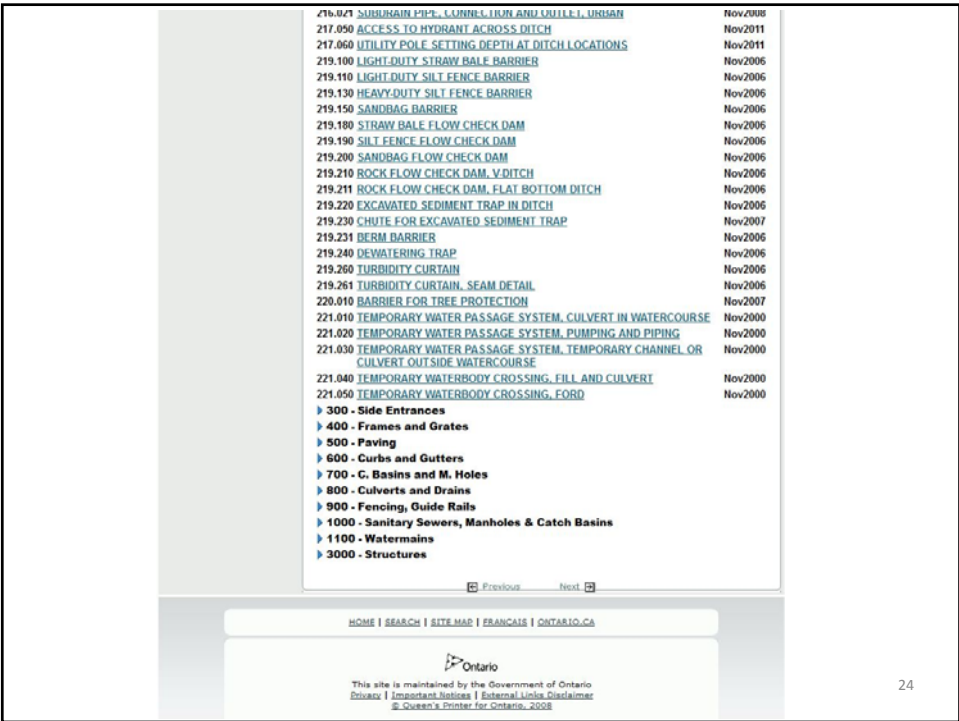 216.021 SUBDRAIN PIPE, CONNECTION AND OUTLET, URBAN Nov2008
217.050 ACCESS TO HYDRANT ACROSS DITCH Nov2011
217.060 UTILITY POLE SETTING DEPTH AT DITCH LOCATIONS Nov2011
219.100 LIGHT-DUTY STRAW BALE BARRIER Nov2006
219.110 LIGHT-DUTY SILT FENCE BARRIER Nov2006
219.130 HEAVY-DUTY SILT FENCE BARRIER Nov2006
219.150 SANDBAG BARRIER Nov2006
219.180 STRAW BALE FLOW CHECK DAM Nov2006
219.190 SILT FENCE FLOW CHECK DAM Nov2006
219.200 SANDBAG FLOW CHECK DAM Nov2006
219.210 ROCK FLOW CHECK DAM, V-DITCH Nov2006
219.211 ROCK FLOW CHECK DAM, FLAT BOTTOM DITCH Nov2006
219.220 EXCAVATED SEDIMENT TRAP IN DITCH Nov2006
219.230 CHUTE FOR EXCAVATED SEDIMENT TRAP Nov2007
219.231 BERM BARRIER Nov2006
219.240 DEWATERING TRAP Nov2006
219.260 TURBIDITY CURTAIN Nov2006
219.261 TURBIDITY CURTAIN, SEAM DETAIL Nov2006
220.010 BARRIER FOR TREE PROTECTION Nov2007
221.010 TEMPORARY WATER PASSAGE SYSTEM, CULVERT IN WATERCOURSE Nov2000
221.020 TEMPORARY WATER PASSAGE SYSTEM, PUMPING AND PIPING Nov2000
221.030 TEMPORARY WATER PASSAGE SYSTEM, TEMPORARY CHANNEL OR Nov2000
CULVERT OUTSIDE WATERCOURSE
221.040 TEMPORARY WATERBODY CROSSING, FILL AND CULVERT Nov2000
221.050 TEMPORARY WATERBODY CROSSING, FORD Nov2000
300 - Side Entrances
400 - Frames and Grates
500 - Paving
600 - Curbs and Gutters
700 - C. Basins and M. Holes
800 - Culverts and Drains
900 - Fencing, Guide Rails
1000 - Sanitary Sewers, Manholes & Catch Basins
1100 - Watermains
3000 - Structures
Previous Next
HOME | SEARCH | SITE MAP | FRANCAIS | ONTARIO.CA
Ontario
This site is maintained by the Government of Ontario
Privacy | Important Notices | External Links Disclaimer
© Queen's Printer for Ontario, 2008
24